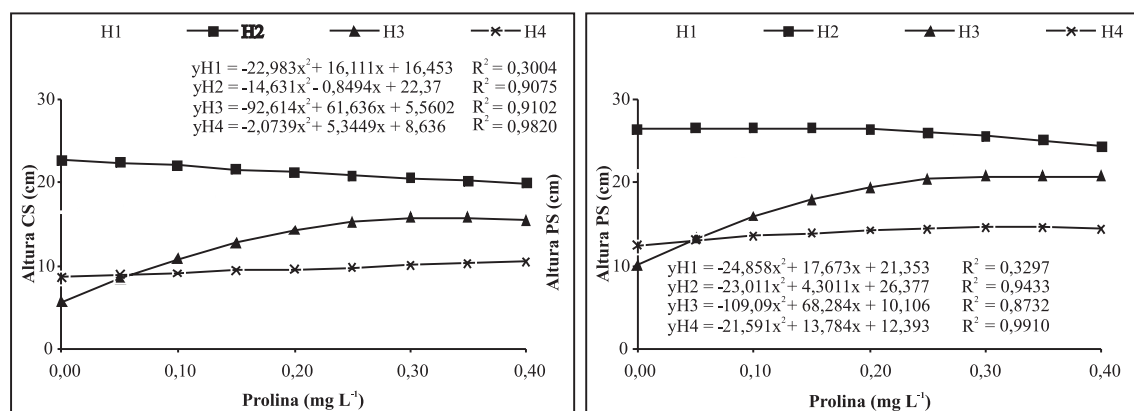 H1 H2 H3 H4
yH1 = -22,983x² + 16,111x + 16,453 R² = 0,3004
yH2 = -14,631x² - 0,8494x + 22,37 R² = 0,9075
yH3 = -92,614x² + 61,636x + 5,5602 R² = 0,9102
yH4 = -2,0739x² + 5,3449x + 8,636 R² = 0,9820
30
20
10
0
Altura CS (cm)
0,00 0,10 0,20 0,30 0,40
Prolina (mg L⁻¹)
H1 H2 H3 H4
30
20
10
0
Altura PS (cm)
yH1 = -24,858x² + 17,673x + 21,353 R² = 0,3297
yH2 = -23,011x² + 4,3011x + 26,377 R² = 0,9433
yH3 = -109,09x² + 68,284x + 10,106 R² = 0,8732
yH4 = -21,591x² + 13,784x + 12,393 R² = 0,9910
0,00 0,10 0,20 0,30 0,40
Prolina (mg L⁻¹)